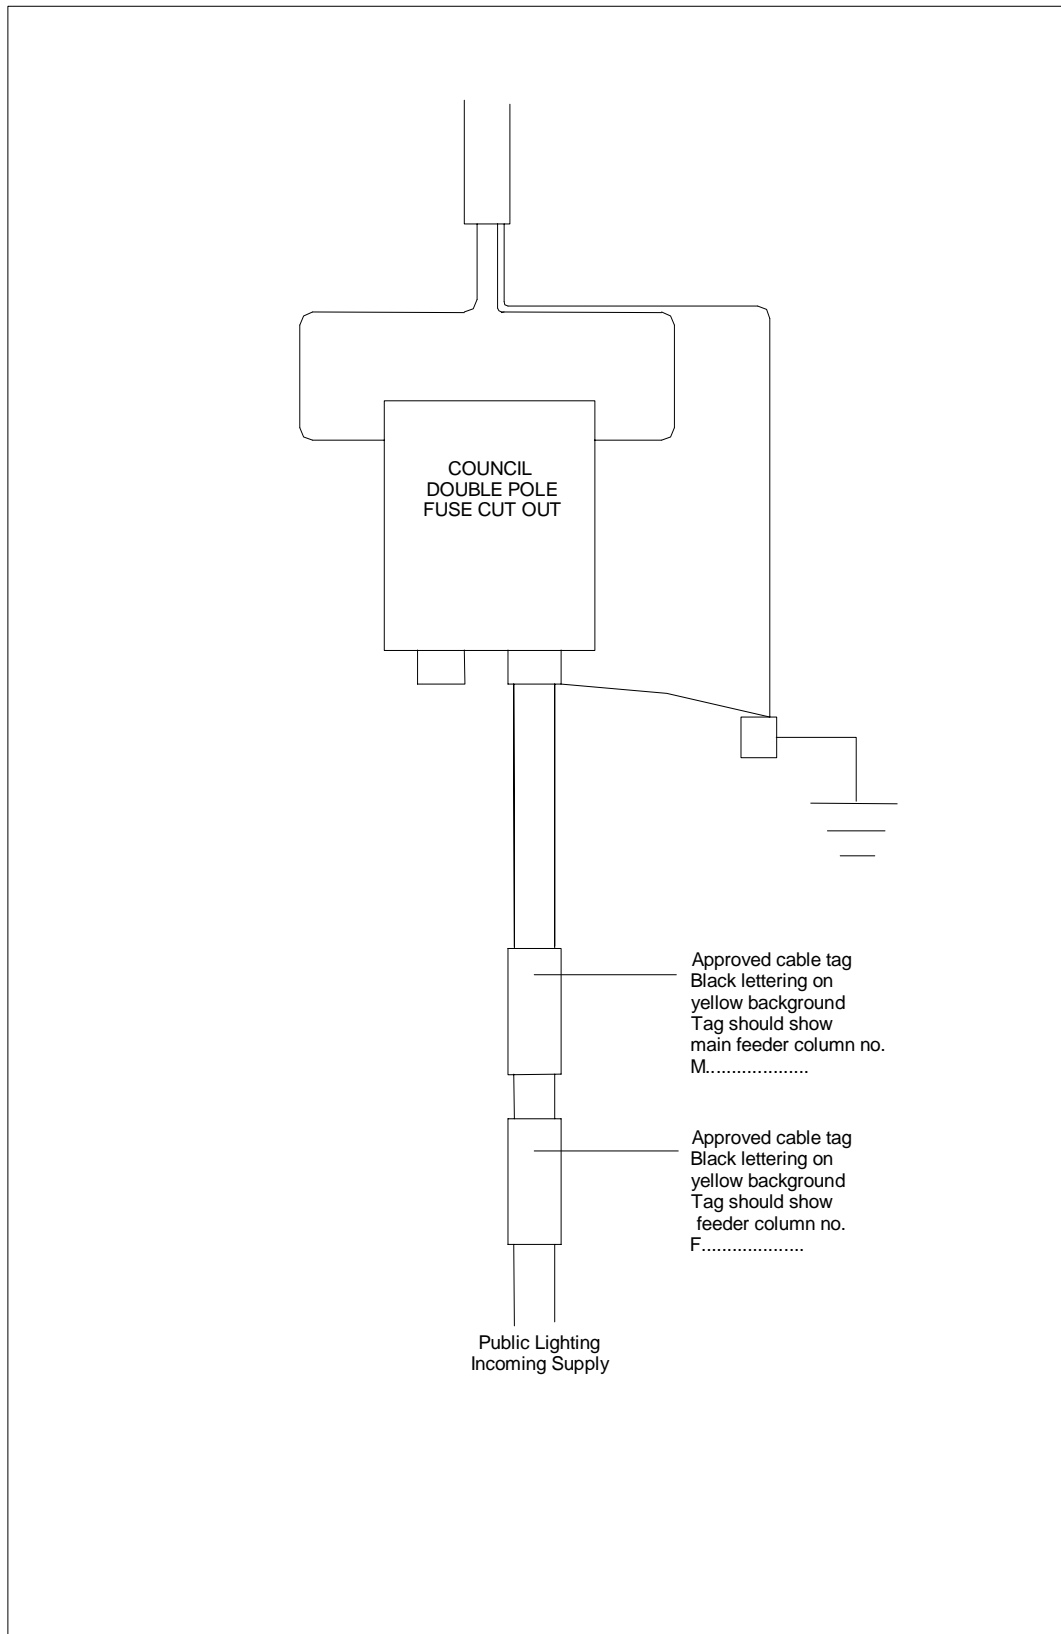 COUNCIL
DOUBLE POLE
FUSE CUT OUT
Approved cable tag
Black lettering on
yellow background
Tag should show
main feeder column no.
M....................
Approved cable tag
Black lettering on
yellow background
Tag should show
feeder column no.
F.....................
Public Lighting
Incoming Supply